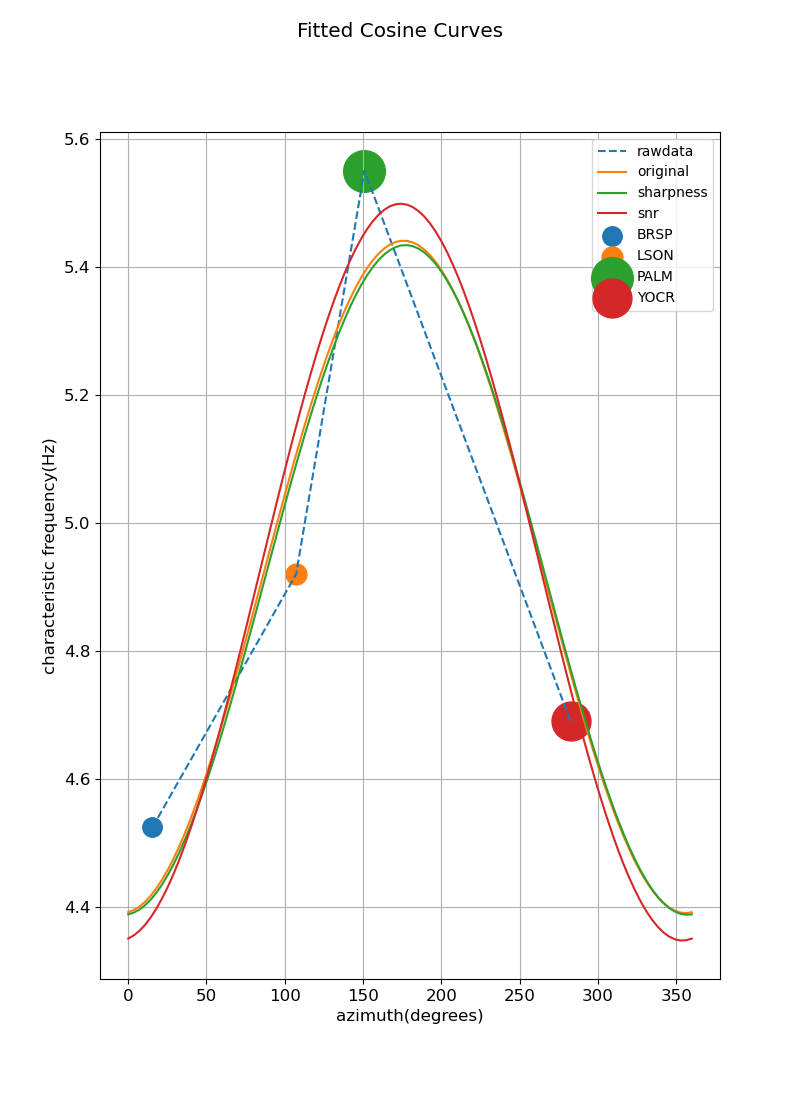 Fitted Cosine Curves
5.6
5.4
5.2
5.0
4.8
4.6
4.4
characteristic frequency(Hz)
rawdata
original
sharpness
snr
BRSP
LSON
PALM
YOCR
0 50 100 150 200 250 300 350
azimuth(degrees)